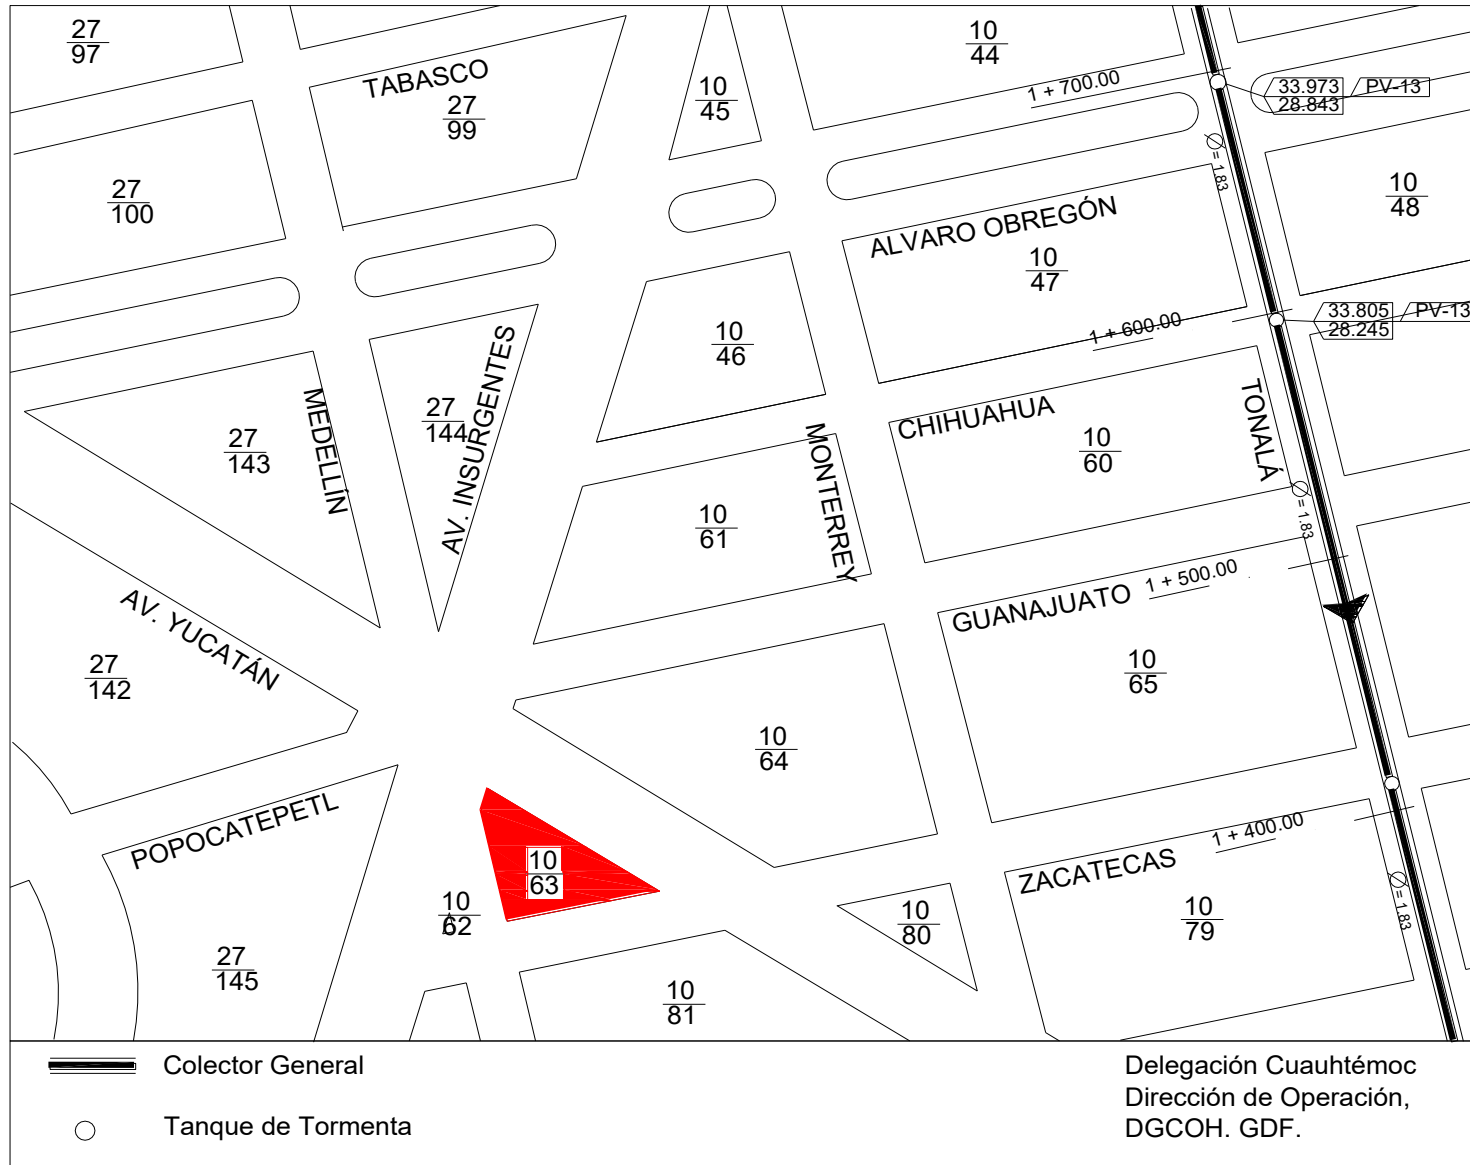 27
97
TABASCO
27
99
10
45
10
44
1 + 700.00
33.973
28.843
PV-13
Ø = 1.83
27
100
10
48
ALVARO OBREGÓN
10
47
33.805
28.245
PV-13
1 + 600.00
10
46
AV. INSURGENTES
MEDELLÍN
27
144
27
143
CHIHUAHUA
10
60
TONALÁ
MONTERREY
Ø = 1.83
10
61
1 + 500.00
GUANAJUATO
AV. YUCATÁN
27
142
10
65
10
64
POPOCATEPETL
1 + 400.00
ZACATECAS
10
63
Ø = 1.83
10
62
10
80
10
79
27
145
10
81
Colector General
Tanque de Tormenta
Delegación Cuauhtémoc
Dirección de Operación,
DGCOH. GDF.